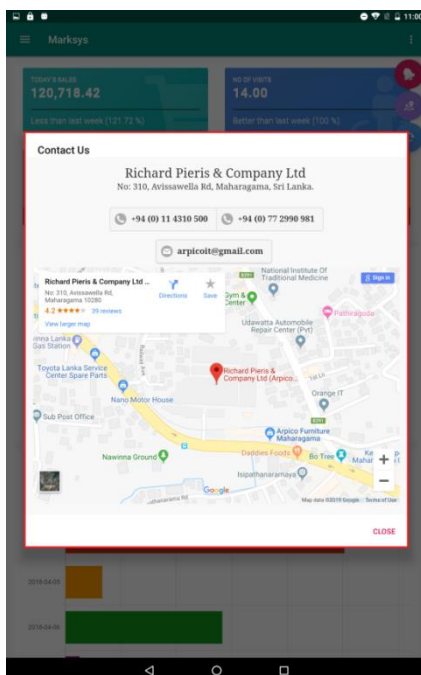 11:00
Marksys
TODAY'S SALES
120,718.42
Less than last week (121.72 %)
NO OF VISITS
14.00
Better than last week (100 %)
Contact Us
Richard Pieris & Company Ltd
No: 310, Avissawella Rd, Maharagama, Sri Lanka.
+94 (0) 11 4310 500
+94 (0) 77 2990 981
arpicoit@gmail.com
Richard Pieris & Company Ltd ...
No: 310, Avissawella Rd,
Maharagama 10280
4.2 39 reviews
View larger map
Directions
Save
National Institute Of
Traditional Medicine
Sign in
Gym &
Center
Pathiragoda
Udawatta Automobile
Repair Center (Pvt)
Gas Station
Toyota Lanka Service
Center Spare Parts
Richard Pieris &
Company Ltd (Arpico...
Nano Motor House
Orange IT
Sub Post Office
Arpico Furniture
Maharagama
Nawinna Ground
Daddies Foods
Bo Tree
Isipathanaramaya
Google
Map data ©2019 Google
Terms of Use
CLOSE
2018-04-05
2018-04-06